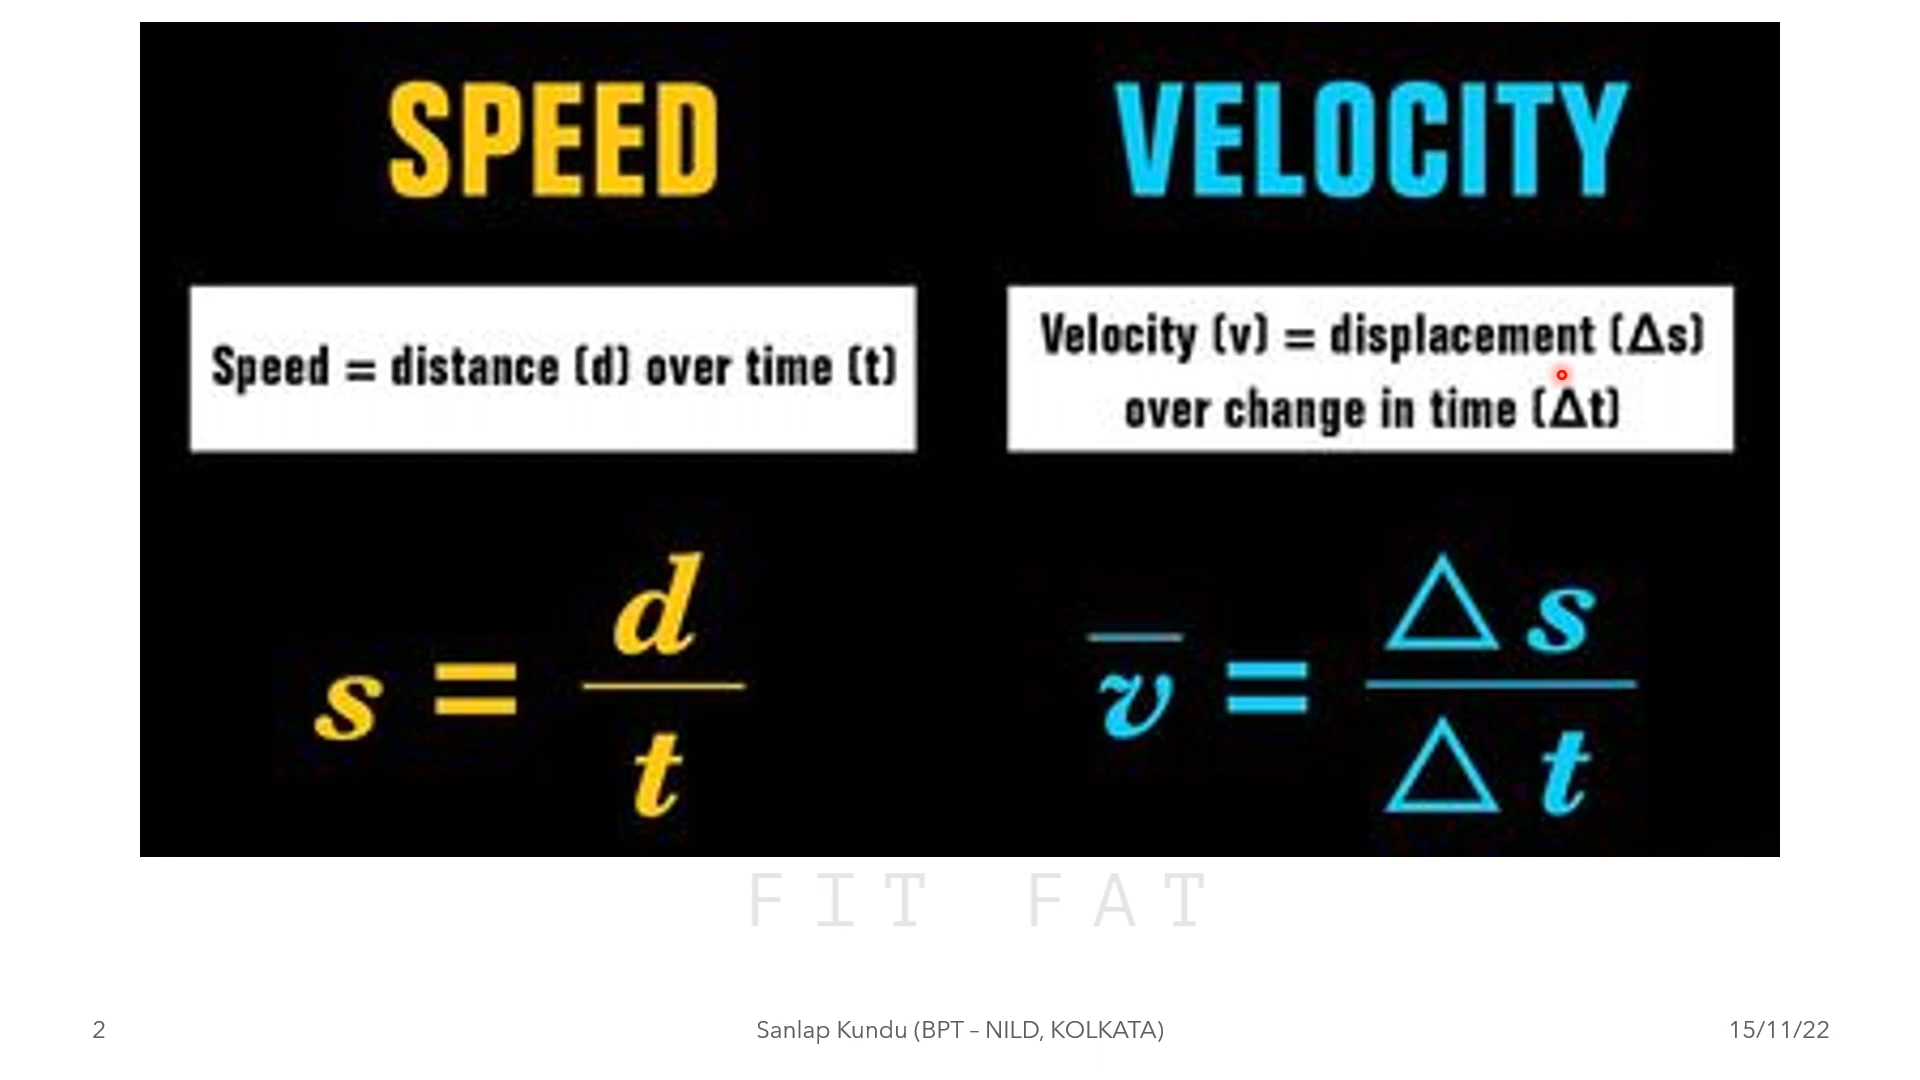 SPEED
Speed = distance (d) over time (t)
s = d/t
VELOCITY
Velocity (v) = displacement (Δs)
over change in time (Δt)
v̅ = Δs/Δt
FIT FAT
2
Sanlap Kundu (BPT – NILD, KOLKATA)
15/11/22